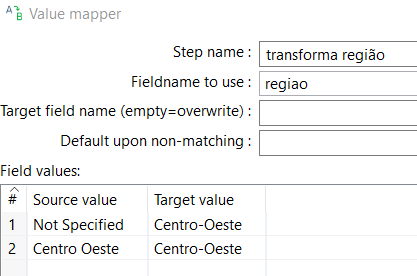 Value mapper
Step name : transforma região
Fieldname to use : regiao
Target field name (empty=overwrite) :
Default upon non-matching :
Field values:
# Source value Target value
1 Not Specified Centro-Oeste
2 Centro Oeste Centro-Oeste